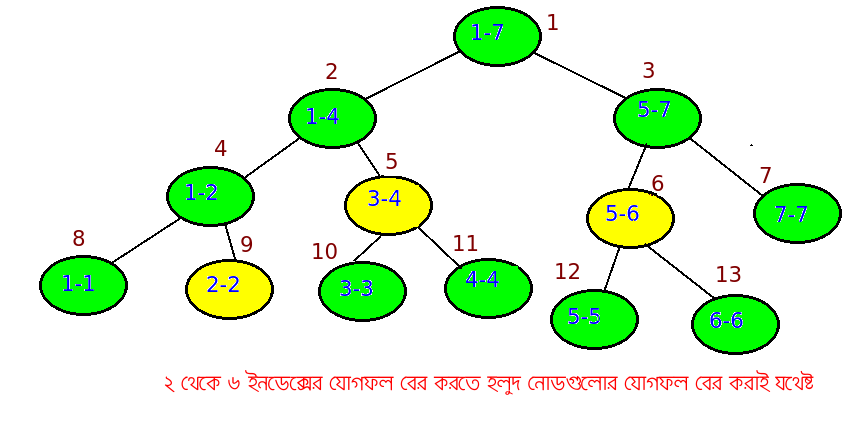 1-7 1
2 3
1-4 5-7
4 5 7
1-2 3-4 5-6 6 7-7
8 9 10 11 12 13
1-1 2-2 3-3 4-4 5-5 6-6
২ থেকে ৬ ইনডেক্সের যোগফল বের করতে হলুদ নোডগুলোর যোগফল বের করাই যথেষ্ট